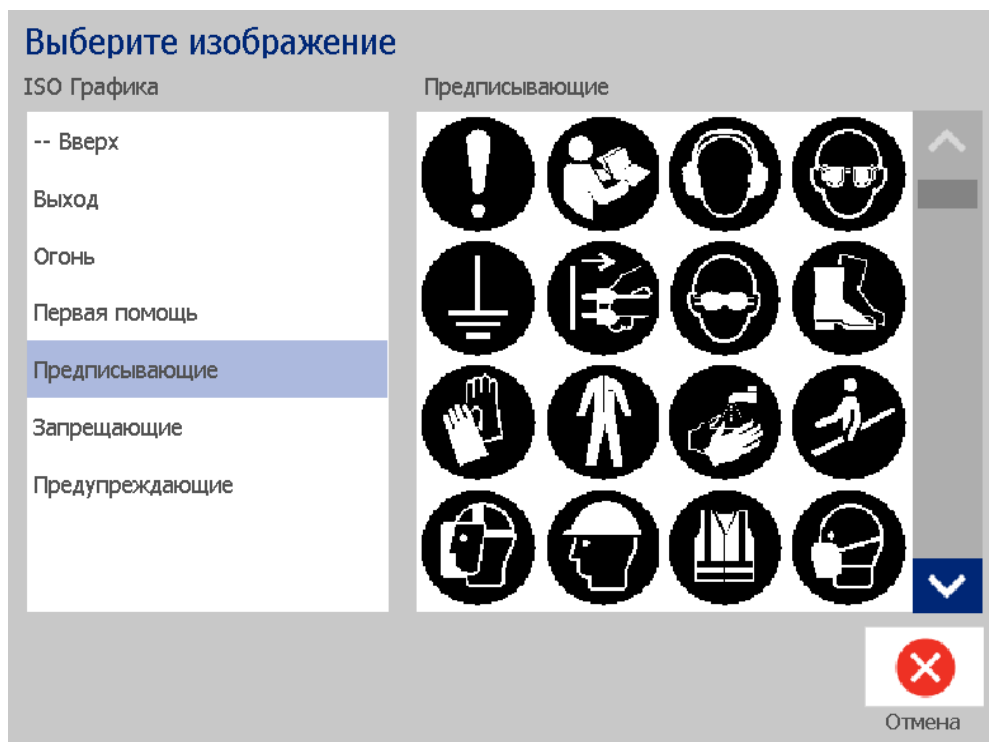 Выберите изображение
ISO Графика
Предписывающие
-- Вверх
Выход
Огонь
Первая помощь
Предписывающие
Запрещающие
Предупреждающие
Отмена